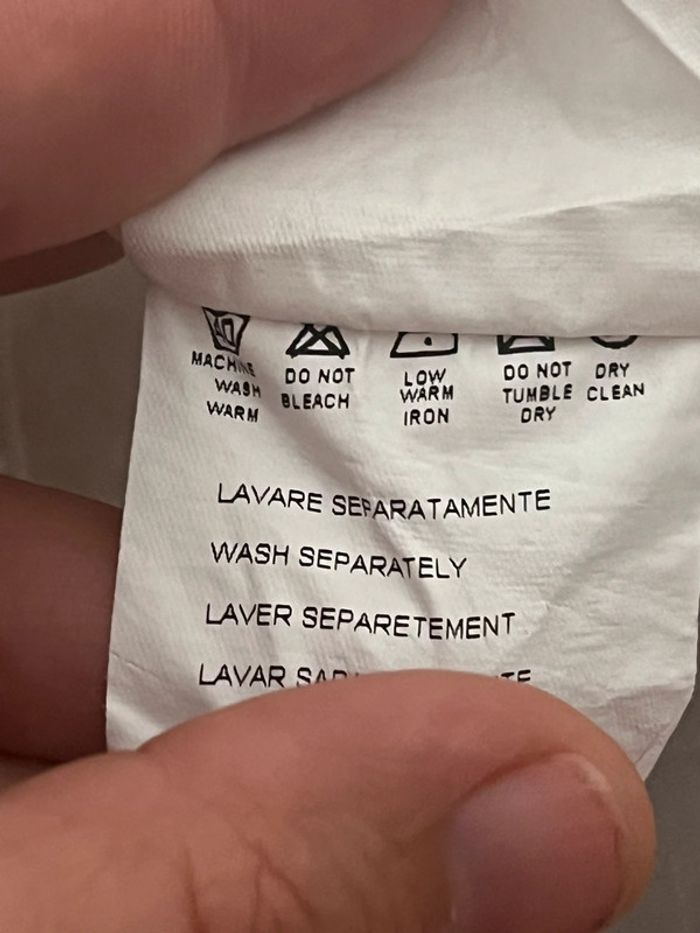 40
MACHINE WASH WARM
DO NOT BLEACH
LOW WARM IRON
DO NOT TUMBLE DRY
DRY CLEAN
LAVARE SEPARATAMENTE
WASH SEPARATELY
LAVER SEPARETEMENT
LAVAR